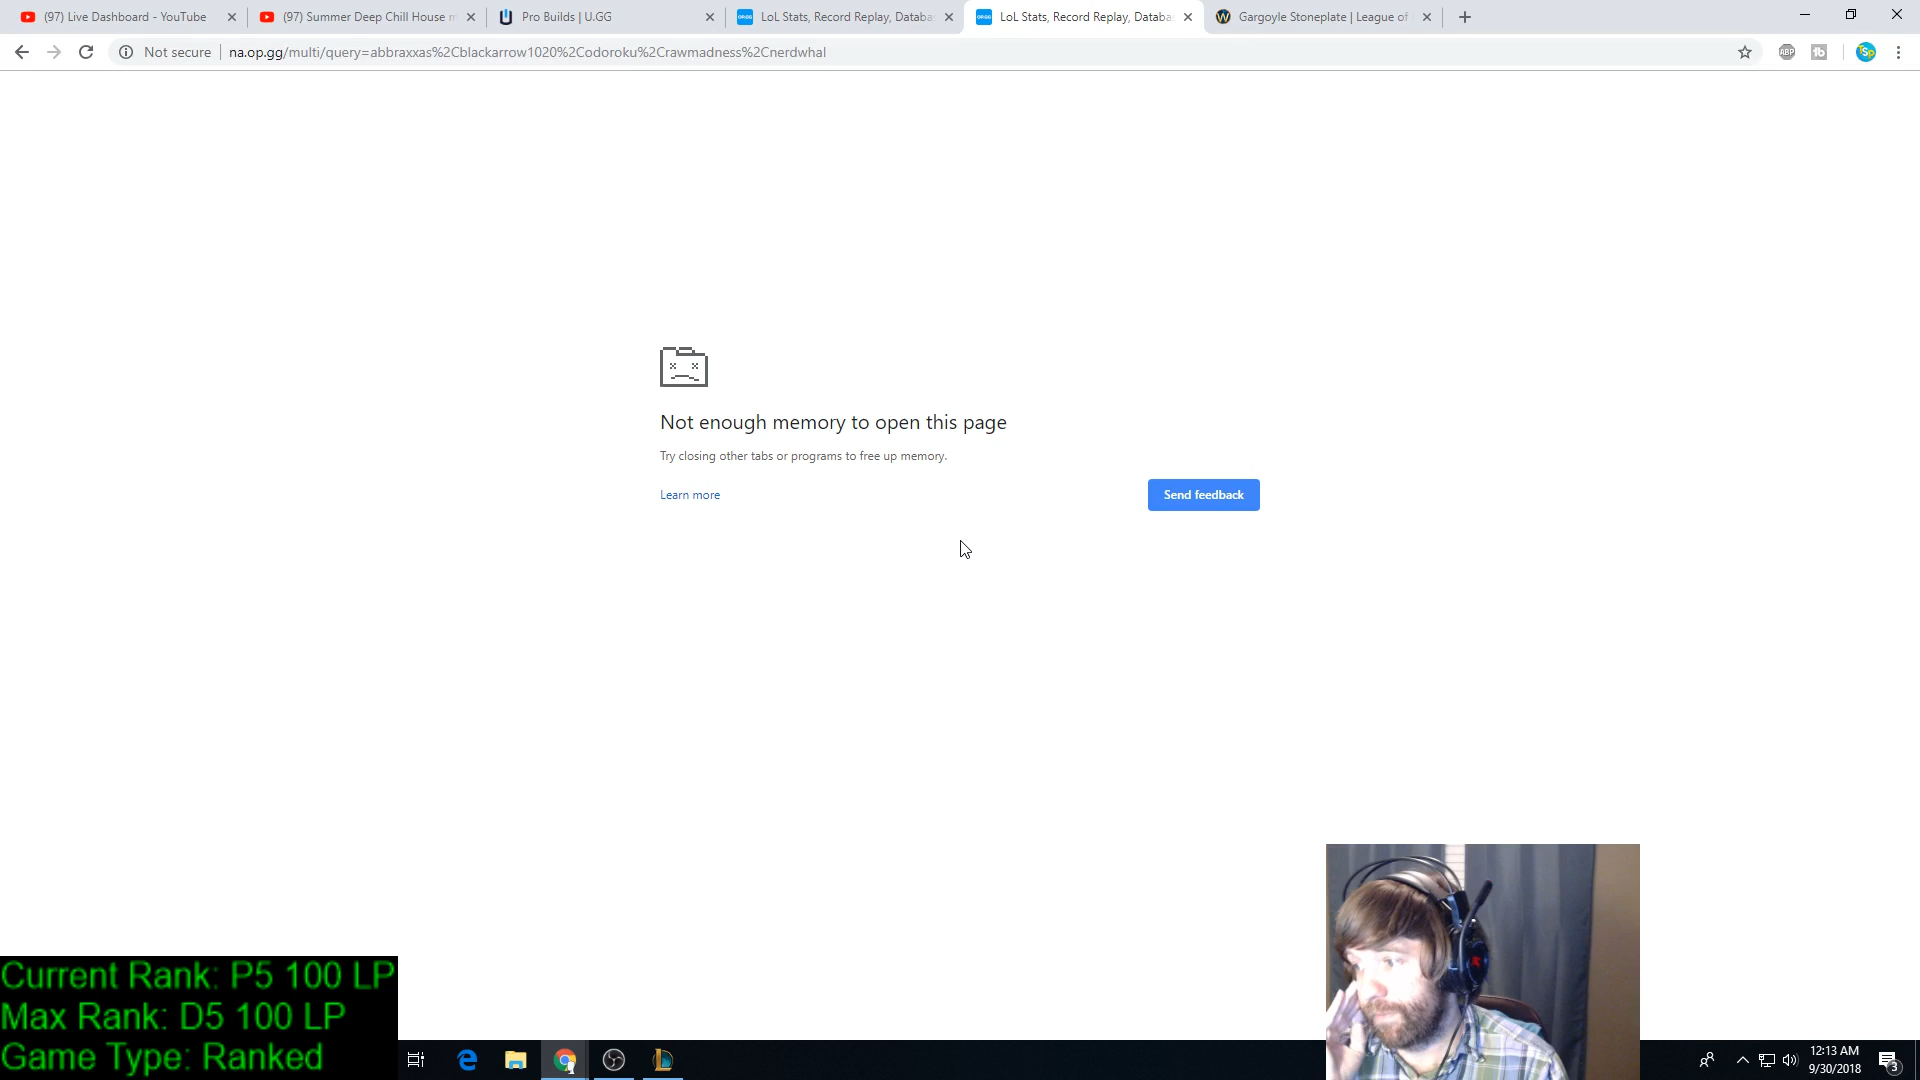 (97) Live Dashboard - YouTube
(97) Summer Deep Chill House m
Pro Builds | U.GG
LoL Stats, Record Replay, Databa
LoL Stats, Record Replay, Databa
Gargoyle Stoneplate | League of
Not secure
na.op.gg/multi/query=abbraxxas%2Cblackarrow1020%2Codoroku%2Crawmadness%2Cnerdwhal
ABP
tb
TSp
Not enough memory to open this page
Try closing other tabs or programs to free up memory.
Learn more
Send feedback
Current Rank: P5 100 LP
Max Rank: D5 100 LP
Game Type: Ranked
12:13 AM
9/30/2018
3